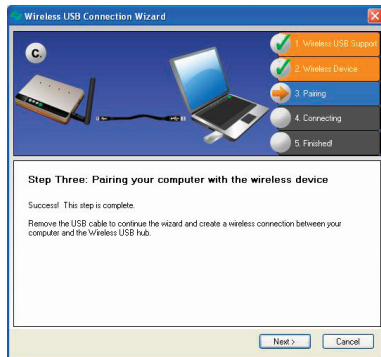 Wireless USB Connection Wizard
C.
1. Wireless USB Support
2. Wireless Device
3. Pairing
4. Connecting
5. Finished!
Step Three: Pairing your computer with the wireless device
Success! This step is complete.
Remove the USB cable to continue the wizard and create a wireless connection between your
computer and the Wireless USB hub.
Next >
Cancel